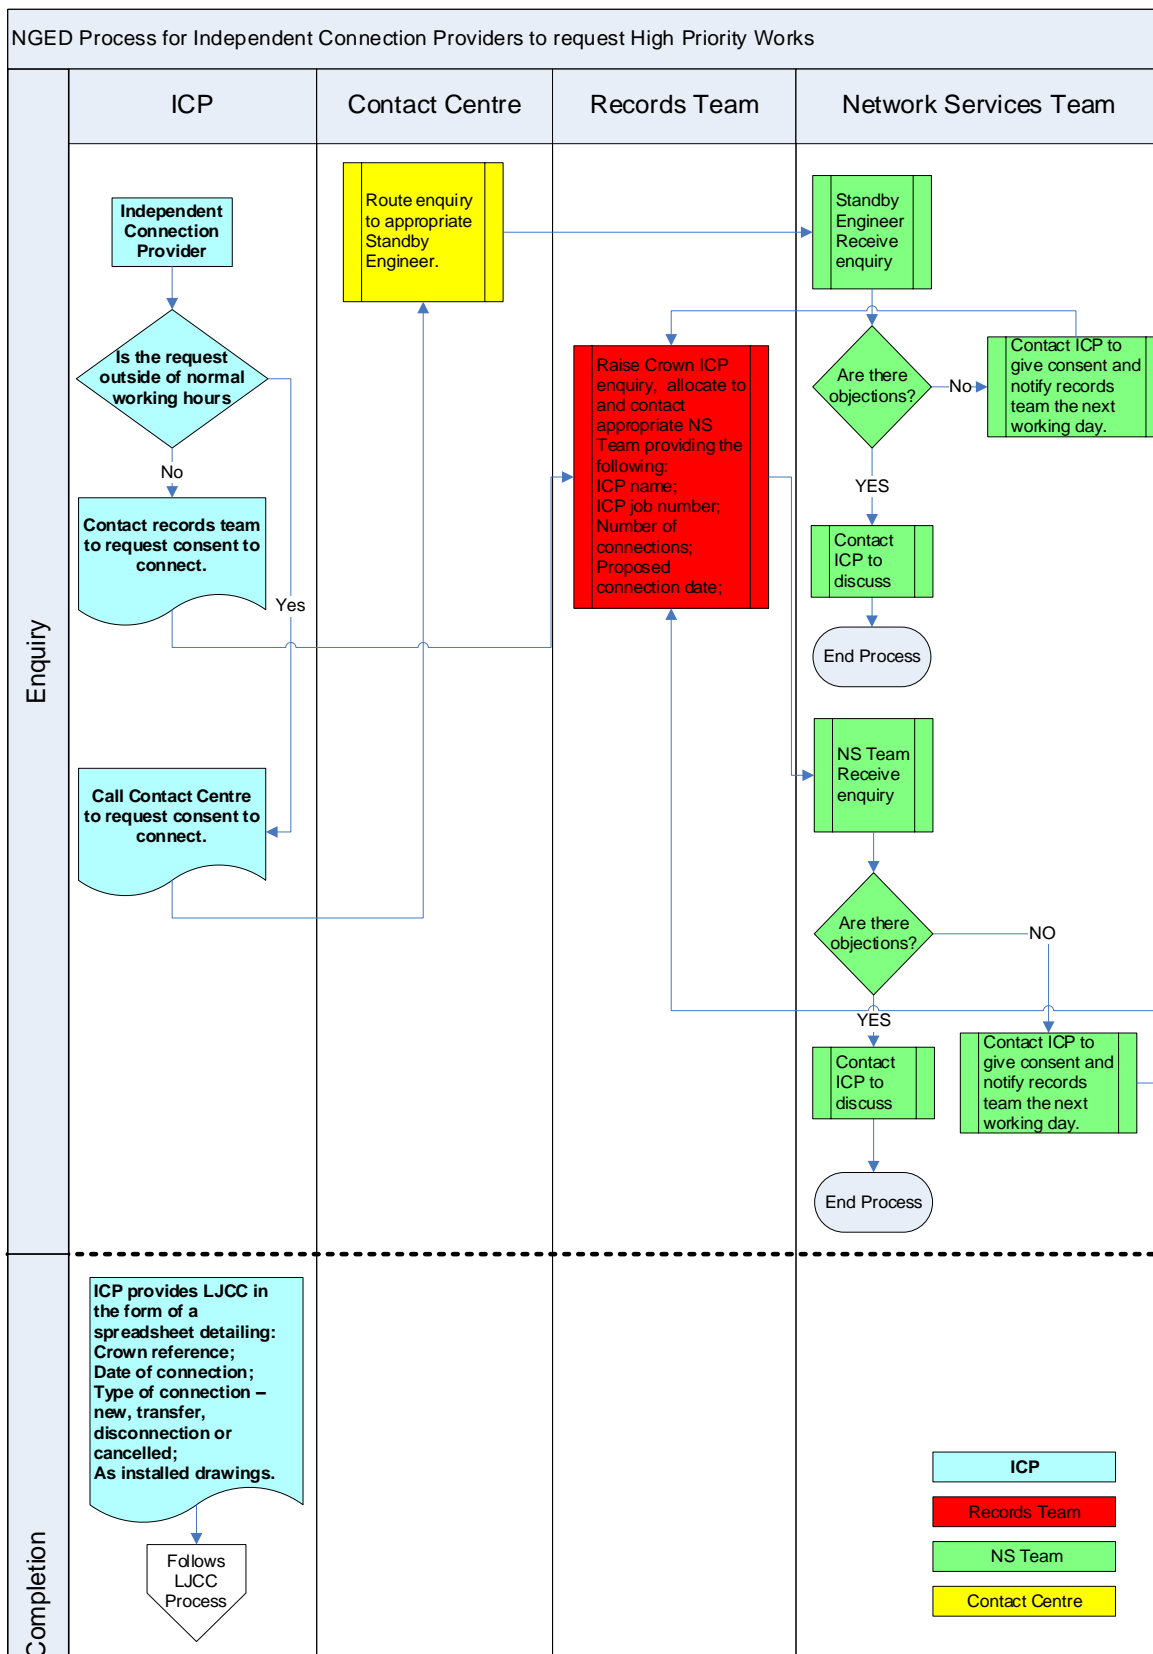 NGED Process for Independent Connection Providers to request High Priority Works
ICP
Contact Centre
Records Team
Network Services Team
Enquiry
Independent
Connection
Provider
Is the request
outside of normal
working hours
No
Yes
Contact records team
to request consent to
connect.
Call Contact Centre
to request consent to
connect.
Route enquiry
to appropriate
Standby
Engineer.
Raise Crown ICP
enquiry, allocate to
and contact
appropriate NS
Team providing the
following:
ICP name;
ICP job number;
Number of
connections;
Proposed
connection date;
Standby
Engineer
Receive
enquiry
Are there
objections?
No
Contact ICP to
give consent and
notify records
team the next
working day.
YES
Contact
ICP to
discuss
End Process
NS Team
Receive
enquiry
Are there
objections?
NO
YES
Contact
ICP to
discuss
Contact ICP to
give consent and
notify records
team the next
working day.
End Process
Completion
ICP provides LJCC in
the form of a
spreadsheet detailing:
Crown reference;
Date of connection;
Type of connection –
new, transfer,
disconnection or
cancelled;
As installed drawings.
Follows
LJCC
Process
ICP
Records Team
NS Team
Contact Centre